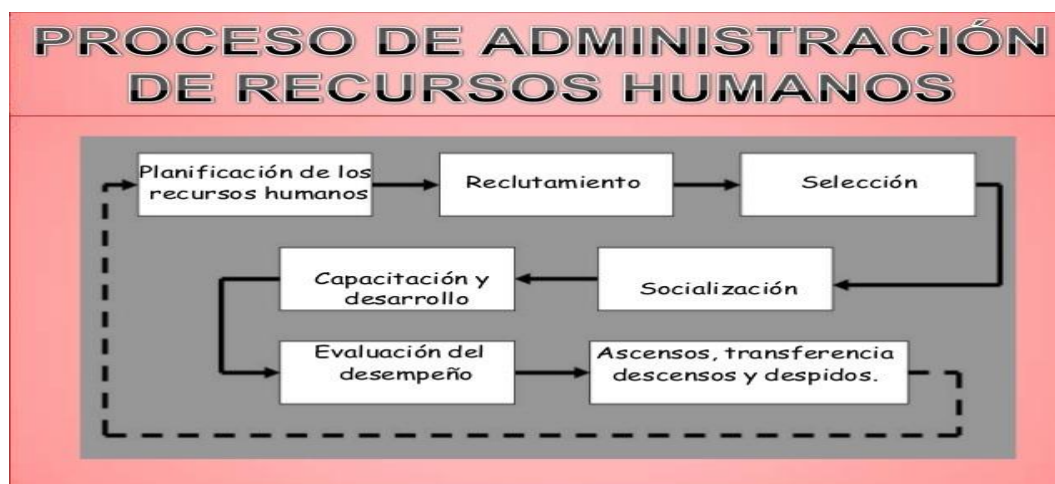 PROCESO DE ADMINISTRACIÓN
DE RECURSOS HUMANOS
Planificación de los
recursos humanos
Reclutamiento
Selección
Socialización
Capacitación y
desarrollo
Evaluación del
desempeño
Ascensos, transferencia
descensos y despidos.